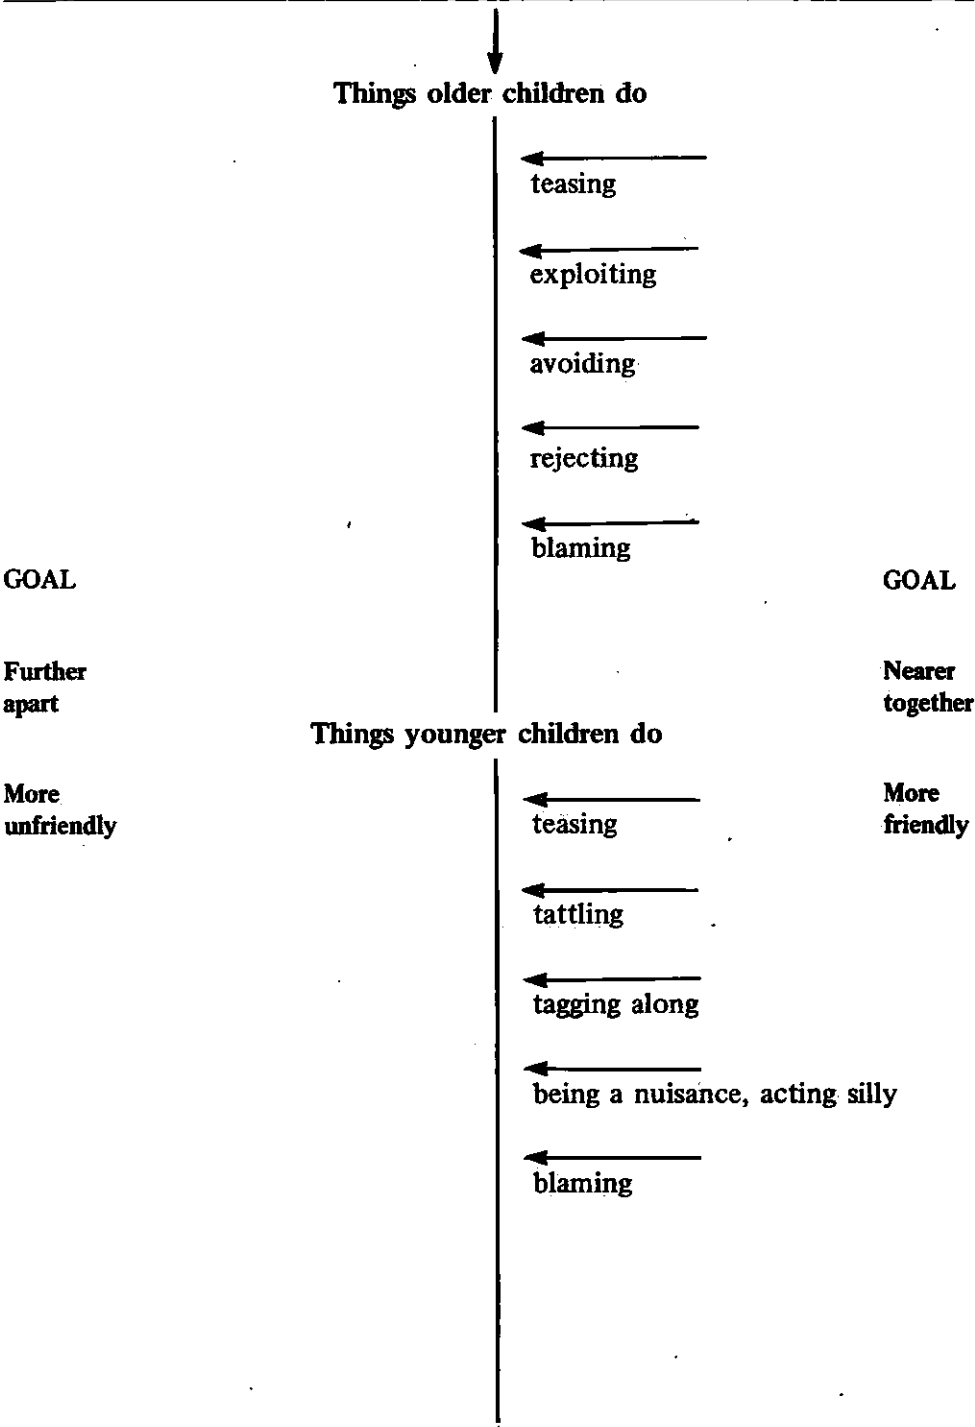 Things older children do
teasing
exploiting
avoiding
rejecting
blaming
GOAL
GOAL
Further
apart
Nearer
together
Things younger children do
More
unfriendly
More
friendly
teasing
tattling
tagging along
being a nuisance, acting silly
blaming